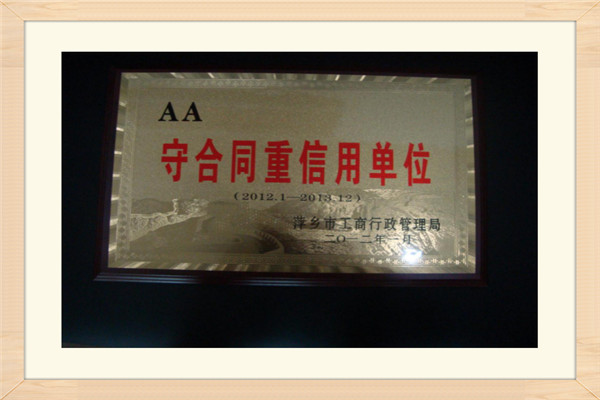 AA
守合同重信用单位
(2012.1—2013.12)
萍乡市工商行政管理局
二〇一二年一月